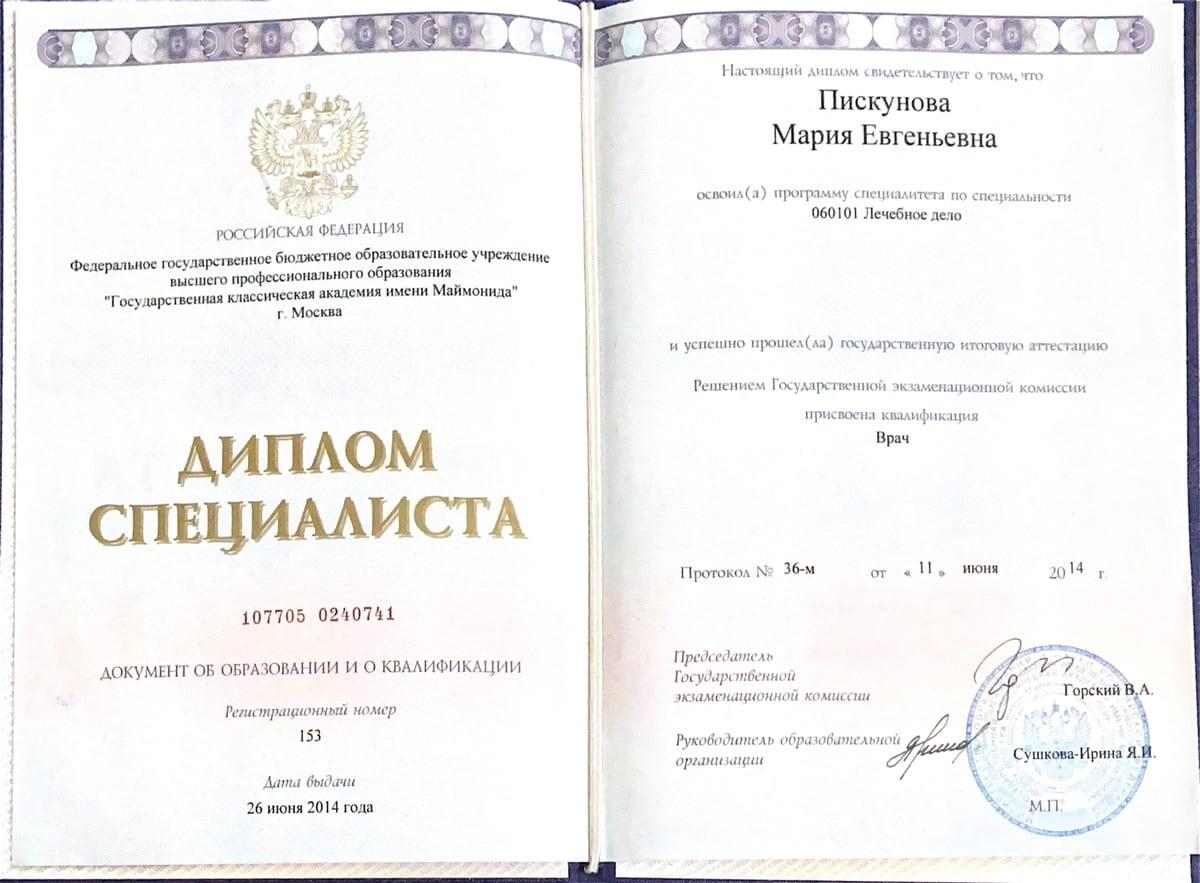 РОССИЙСКАЯ ФЕДЕРАЦИЯ
Федеральное государственное бюджетное образовательное учреждение
высшего профессионального образования
"Государственная классическая академия имени Маймонида"
г. Москва
ДИПЛОМ
СПЕЦИАЛИСТА
107705 0240741
ДОКУМЕНТ ОБ ОБРАЗОВАНИИ И О КВАЛИФИКАЦИИ
Регистрационный номер
153
Дата выдачи
26 июня 2014 года
Настоящий диплом свидетельствует о том, что
Пискунова
Мария Евгеньевна
освоил(а) программу специалитета по специальности
060101 Лечебное дело
и успешно прошел(ла) государственную итоговую аттестацию
Решением Государственной экзаменационной комиссии
присвоена квалификация
Врач
Протокол № 36-м от « 11 » июня 2014 г.
Председатель
Государственной
экзаменационной комиссии
Горский В.А.
Руководитель образовательной
организации
Сушкова-Ирина Я.И.
М.П.